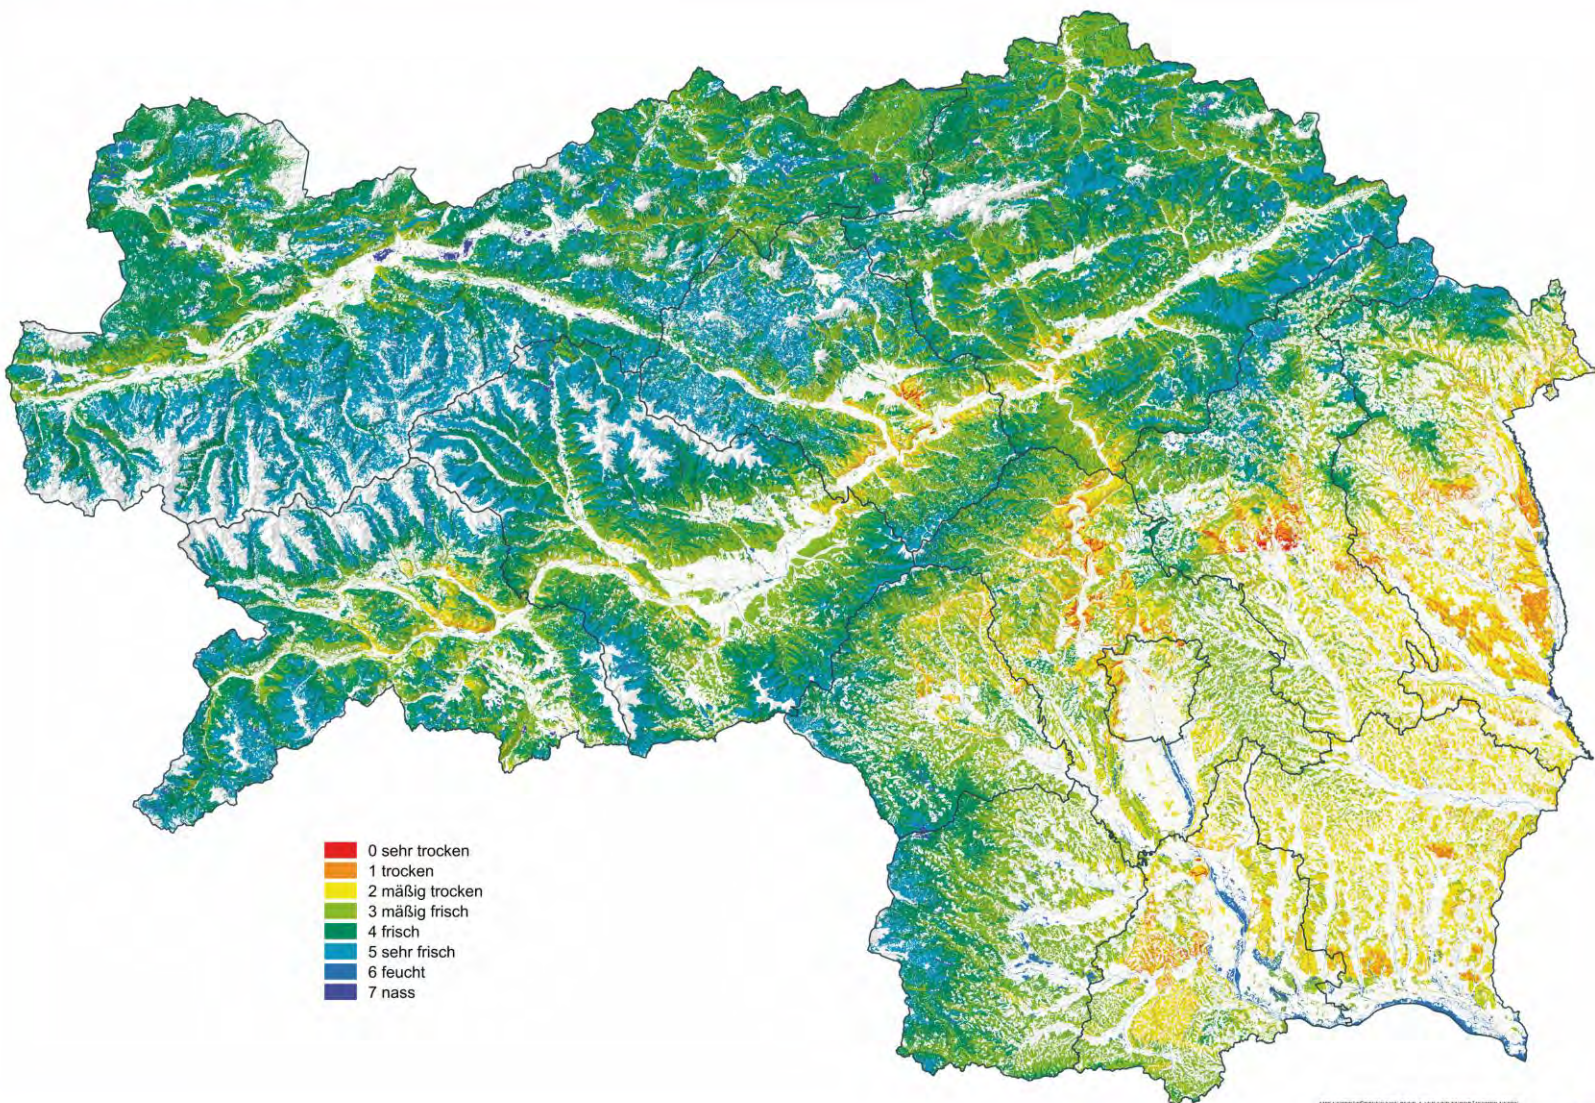 0 sehr trocken
1 trocken
2 mäßig trocken
3 mäßig frisch
4 frisch
5 sehr frisch
6 feucht
7 nass